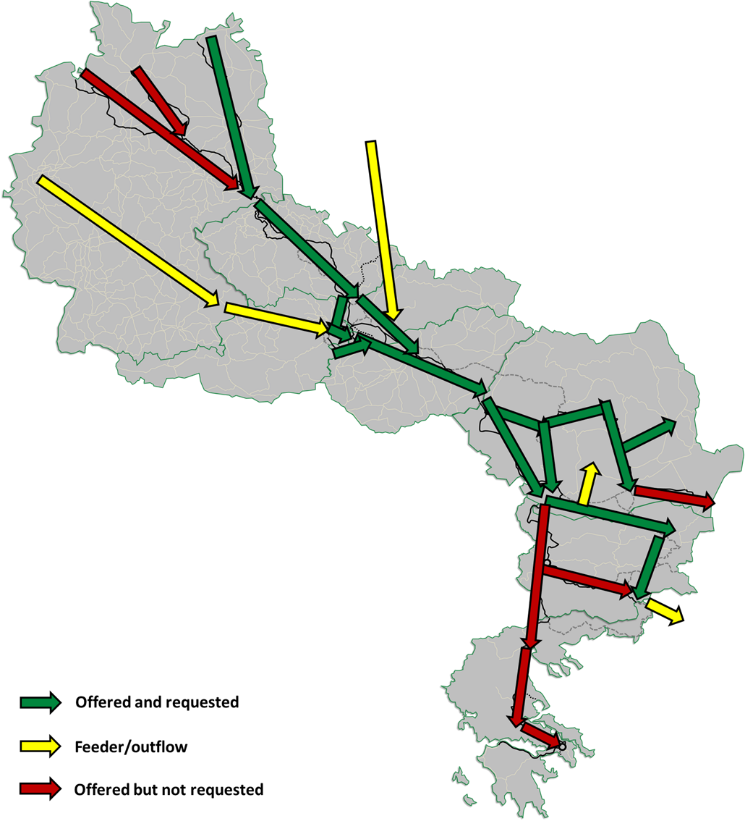 Offered and requested
Feeder/outflow
Offered but not requested